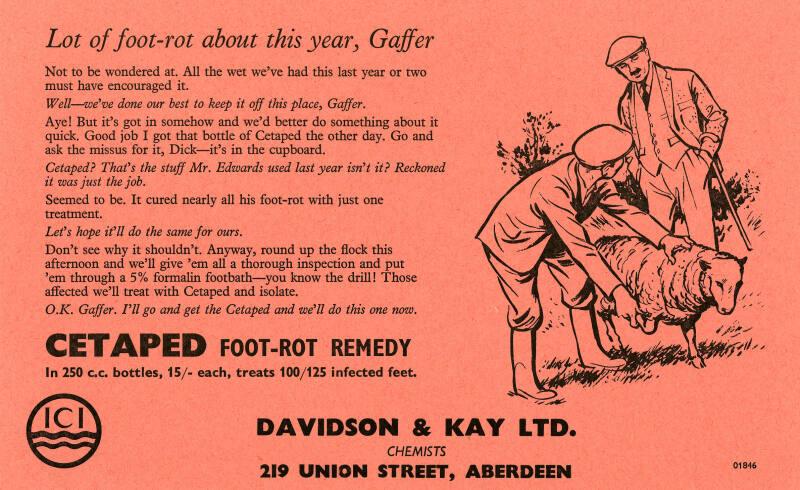 Lot of foot-rot about this year, Gaffer
Not to be wondered at. All the wet we've had this last year or two
must have encouraged it.
Well—we've done our best to keep it off this place, Gaffer.
Aye! But it's got in somehow and we'd better do something about it
quick. Good job I got that bottle of Cetaped the other day. Go and
ask the missus for it, Dick—it's in the cupboard.
Cetaped? That's the stuff Mr. Edwards used last year isn't it? Reckoned
it was just the job.
Seemed to be. It cured nearly all his foot-rot with just one
treatment.
Let's hope it'll do the same for ours.
Don't see why it shouldn't. Anyway, round up the flock this
afternoon and we'll give 'em all a thorough inspection and put
'em through a 5% formalin footbath—you know the drill! Those
affected we'll treat with Cetaped and isolate.
O.K. Gaffer. I'll go and get the Cetaped and we'll do this one now.
CETAPED FOOT-ROT REMEDY
In 250 c.c. bottles, 15/- each, treats 100/125 infected feet.
ICI
DAVIDSON & KAY LTD.
CHEMISTS
219 UNION STREET, ABERDEEN
01846